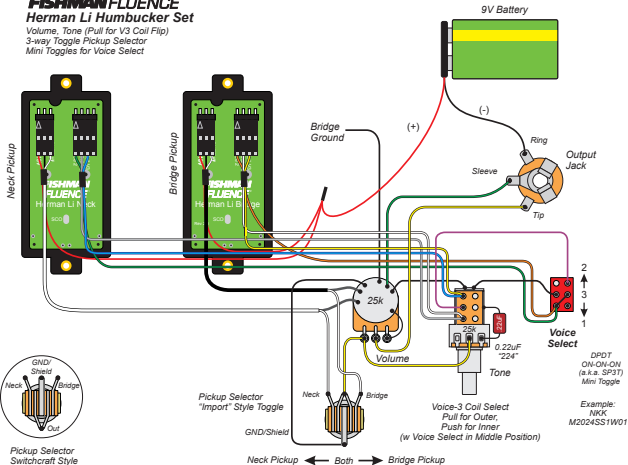 FISHMAN FLUENCE
Herman Li Humbucker Set
Volume, Tone (Pull for V3 Coil Flip)
3-way Toggle Pickup Selector
Mini Toggles for Voice Select
9V Battery
Neck Pickup
Bridge Pickup
Bridge
Ground
(+)
(-)
Ring
Sleeve
Output
Jack
Tip
FISHMAN
FLUENCE
Herman Li Neck
SCO
FISHMAN
FLUENCE
Herman Li Bridge
SCO
25k
Volume
25k
.22uF
0.22uF
"224"
Tone
2
3
1
Voice
Select
DPDT
ON-ON-ON
(a.k.a. SP3T)
Mini Toggle
Example:
NKK
M2024SS1W01
GND/
Shield
Neck
Bridge
Out
Pickup Selector
Switchcraft Style
Pickup Selector
"Import" Style Toggle
Neck
Bridge
GND/Shield
Neck Pickup
Both
Bridge Pickup
Voice-3 Coil Select
Pull for Outer,
Push for Inner
(w Voice Select in Middle Position)